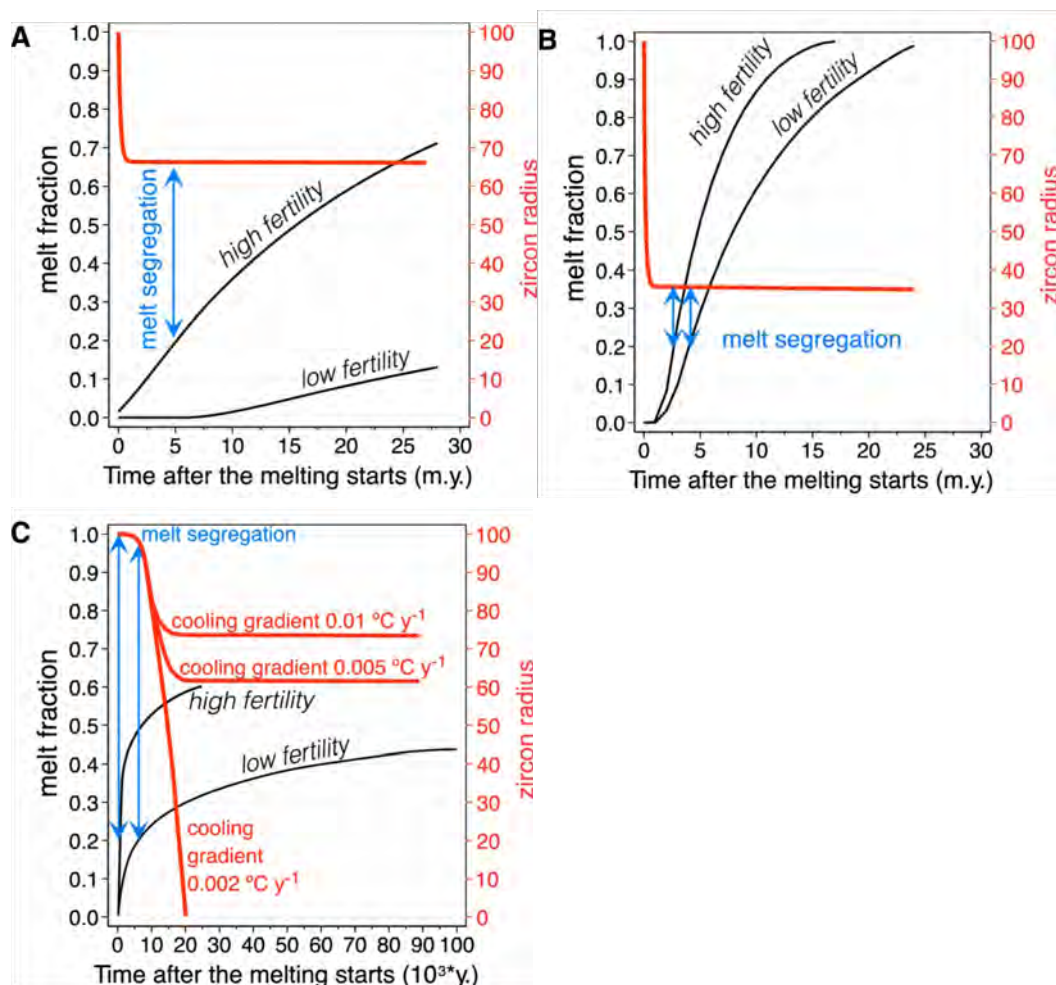 A
melt fraction
1.0
0.9
0.8
0.7
0.6
0.5
0.4
0.3
0.2
0.1
0.0
melt segregation
high fertility
low fertility
100
90
80
70
60
50
40
30
20
10
0
zircon radius
0 5 10 15 20 25 30
Time after the melting starts (m.y.)
B
melt fraction
1.0
0.9
0.8
0.7
0.6
0.5
0.4
0.3
0.2
0.1
0.0
high fertility
low fertility
melt segregation
100
90
80
70
60
50
40
30
20
10
0
zircon radius
0 5 10 15 20 25 30
Time after the melting starts (m.y.)
C
melt fraction
1.0
0.9
0.8
0.7
0.6
0.5
0.4
0.3
0.2
0.1
0.0
melt segregation
cooling gradient 0.01 ºC y-1
cooling gradient 0.005 ºC y-1
high fertility
low fertility
cooling
gradient
0.002 ºC y-1
100
90
80
70
60
50
40
30
20
10
0
zircon radius
0 10 20 30 40 50 60 70 80 90 100
Time after the melting starts (10³*y.)